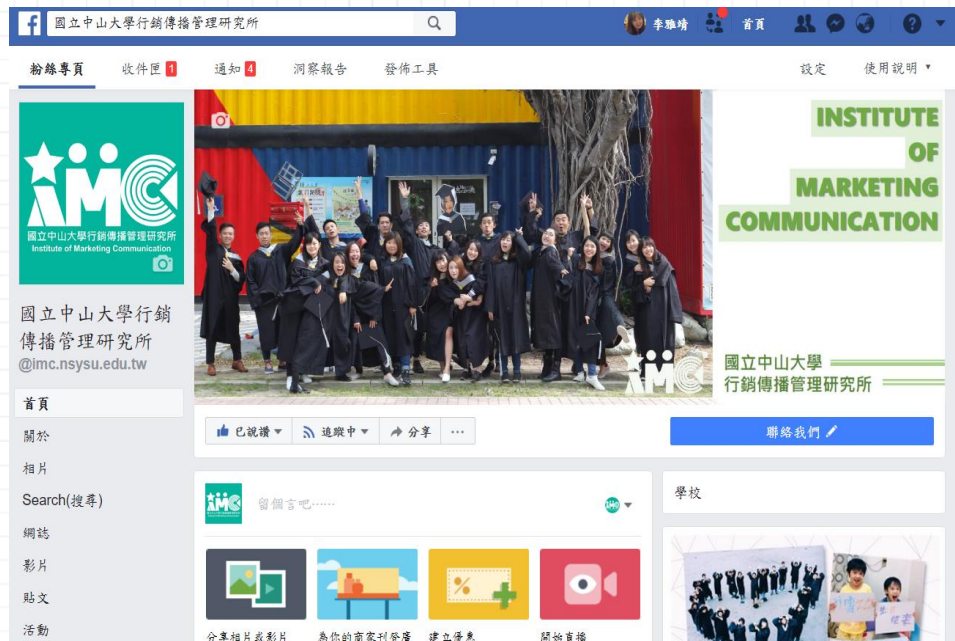 國立中山大學行銷傳播管理研究所
李雅靖
首頁
粉絲專頁
收件匣 1
通知 4
洞察報告
發佈工具
設定
使用說明
iMC
國立中山大學行銷傳播管理研究所
Institute of Marketing Communication
INSTITUTE
OF
MARKETING
COMMUNICATION
iMC
國立中山大學
行銷傳播管理研究所
國立中山大學行銷
傳播管理研究所
@imc.nsysu.edu.tw
首頁
關於
相片
Search(搜尋)
網誌
影片
貼文
活動
已說讚
追蹤中
分享
...
聯絡我們
留個言吧……
分享相片或影片
為你的商家刊登廣
建立優惠
開始直播
學校